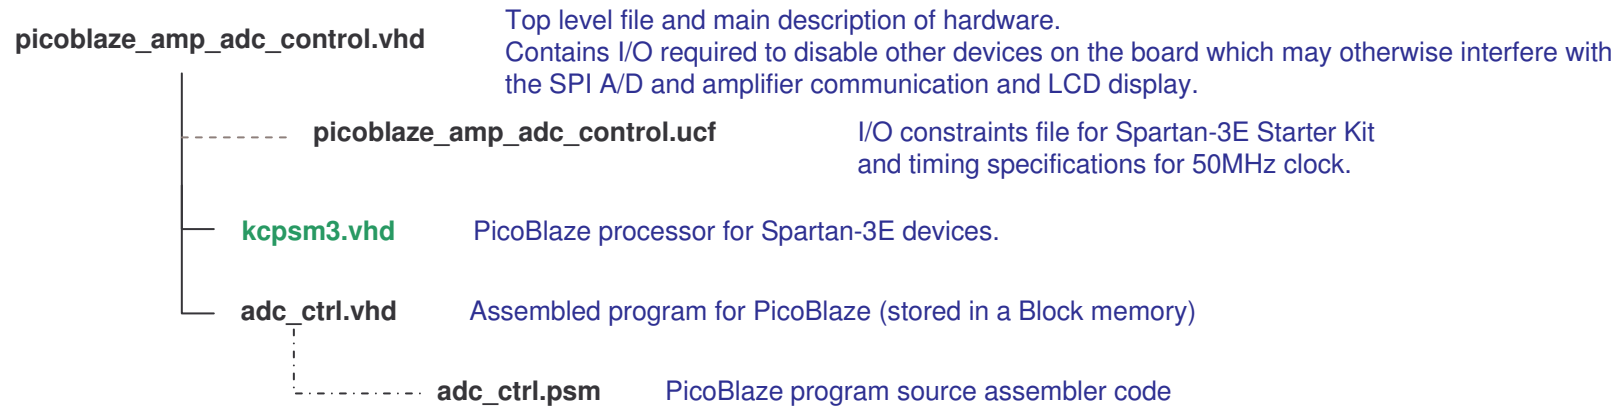 picoblaze_amp_adc_control.vhd
Top level file and main description of hardware.
Contains I/O required to disable other devices on the board which may otherwise interfere with
the SPI A/D and amplifier communication and LCD display.
picoblaze_amp_adc_control.ucf
I/O constraints file for Spartan-3E Starter Kit
and timing specifications for 50MHz clock.
kcpsm3.vhd
PicoBlaze processor for Spartan-3E devices.
adc_ctrl.vhd
Assembled program for PicoBlaze (stored in a Block memory)
adc_ctrl.psm
PicoBlaze program source assembler code